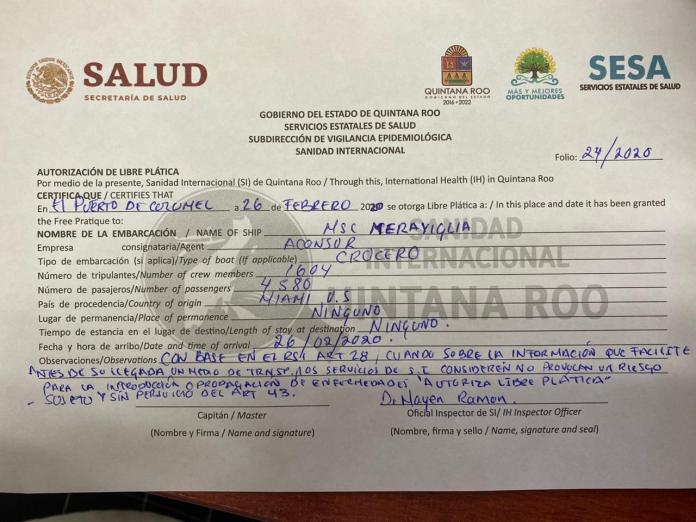 SALUD
SECRETARÍA DE SALUD
QUINTANA ROO
GOBIERNO DEL ESTADO
2016 • 2022
MÁS Y MEJORES
OPORTUNIDADES
SESA
SERVICIOS ESTATALES DE SALUD
GOBIERNO DEL ESTADO DE QUINTANA ROO
SERVICIOS ESTATALES DE SALUD
SUBDIRECCIÓN DE VIGILANCIA EPIDEMIOLÓGICA
SANIDAD INTERNACIONAL
Folio: 24/2020
AUTORIZACIÓN DE LIBRE PLÁTICA
Por medio de la presente, Sanidad Internacional (SI) de Quintana Roo / Through this, International Health (IH) in Quintana Roo
CERTIFICA QUE / CERTIFIES THAT
En El PUERTO DE COZUMEL a 26 de FEBRERO 2020 se otorga Libre Plática a: / In this place and date it has been granted
the Free Pratique to:
NOMBRE DE LA EMBARCACIÓN / NAME OF SHIP MSC MERAVIGLIA
Empresa consignataria/Agent ACONSUR
Tipo de embarcación (si aplica)/Type of boat (If applicable) CROCERO
Número de tripulantes/Number of crew members 1604
Número de pasajeros/Number of passengers 4580
País de procedencia/Country of origin MIAMI U.S
Lugar de permanencia/Place of permanence NINGUNO
Tiempo de estancia en el lugar de destino/Length of stay at destination NINGUNO.
Fecha y hora de arribo/Date and time of arrival 26/02/2020.
Observaciones/Observations CON BASE EN EL RSI ART 28, CUANDO SOBRE LA INFORMACIÓN QUE FACILITE
ANTES DE SU LLEGADA UN MEDIO DE TRANSP, LOS SERVICIOS DE S.I CONSIDEREN NO PROVOCAN UN RIESGO
PARA LA INTRODUCCIÓN O PROPAGACIÓN DE ENFERMEDADES "AUTORIZA LIBRE PLÁTICA"
- SUJETO Y SIN PERJUICIO DEL ART 43.
Dr Nayen Ramon.
Capitán / Master
Oficial Inspector de SI/ IH Inspector Officer
(Nombre y Firma / Name and signature)
(Nombre, firma y sello / Name, signature and seal)
SANIDAD
INTERNACIONAL
QUINTANA ROO